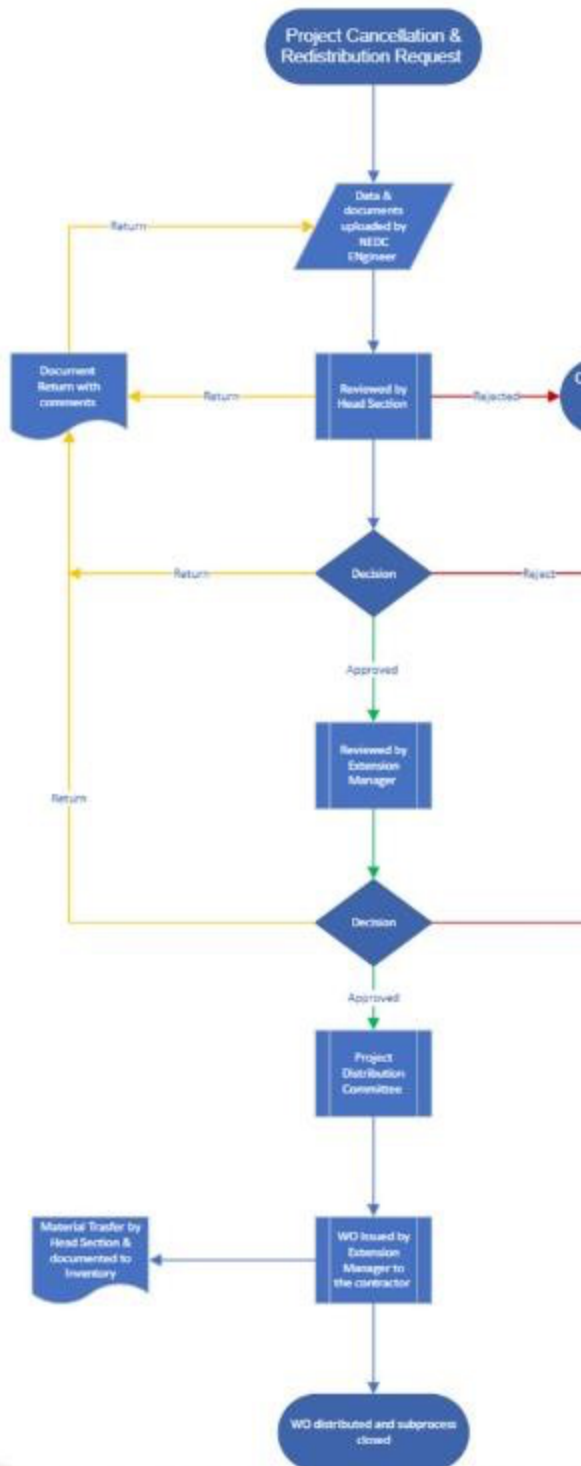 Project Cancellation &
Redistribution Request
Data &
documents
uploaded by
NEDC
ENgineer
Return
Document
Return with
comments
Return
Reviewed by
Head Section
Rejected
C
Return
Decision
Reject
Approved
Reviewed by
Extension
Manager
Return
Decision
Approved
Project
Distribution
Committee
Material Trasfer by
Head Section &
documented to
Inventory
WO Issued by
Extension
Manager to
the contractor
WO distributed and subprocess
closed